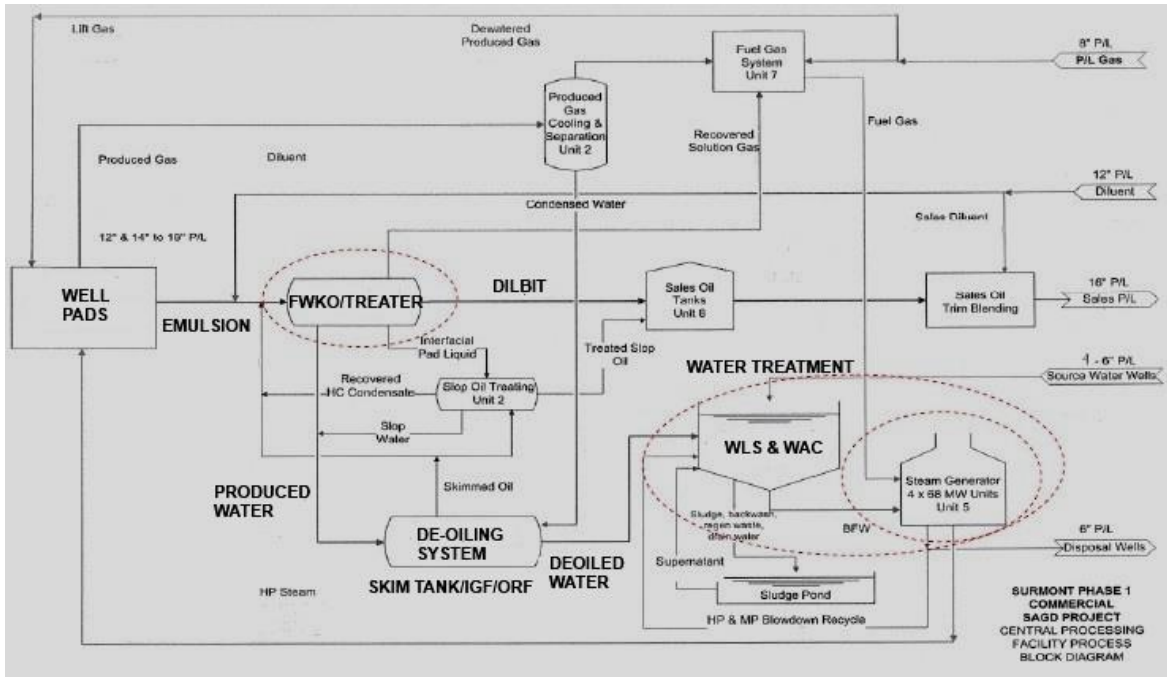 Lift Gas
Dewatered
Produced Gas
Fuel Gas
System
Unit 7
8" P/L
P/L Gas
Produced
Gas
Cooling &
Separation
Unit 2
Fuel Gas
Recovered
Solution Gas
Produced Gas
Diluent
12" P/L
Diluent
Condensed Water
Sales Diluent
12" & 14" to 16" P/L
WELL
PADS
EMULSION
FWKO/TREATER
DILBIT
Sales Oil
Tanks
Unit 6
Sales Oil
Trim Blending
16" P/L
Sales P/L
Interfacial
Pad Liquid
Treated Slop
Oil
Recovered
HC Condensate
Slop Oil Treating
Unit 2
Slop
Water
WATER TREATMENT
4 - 6" P/L
Source Water Wells
WLS & WAC
Steam Generator
4 x 68 MW Units
Unit 5
PRODUCED
WATER
Skimmed Oil
DE-OILING
SYSTEM
DEOILED
WATER
SKIM TANK/IGF/ORF
Sludge, backwash,
regen waste,
drain water
BFW
6" P/L
Disposal Wells
Supernatant
Sludge Pond
HP Steam
HP & MP Blowdown Recycle
SURMONT PHASE 1
COMMERCIAL
SAGD PROJECT
CENTRAL PROCESSING
FACILITY PROCESS
BLOCK DIAGRAM